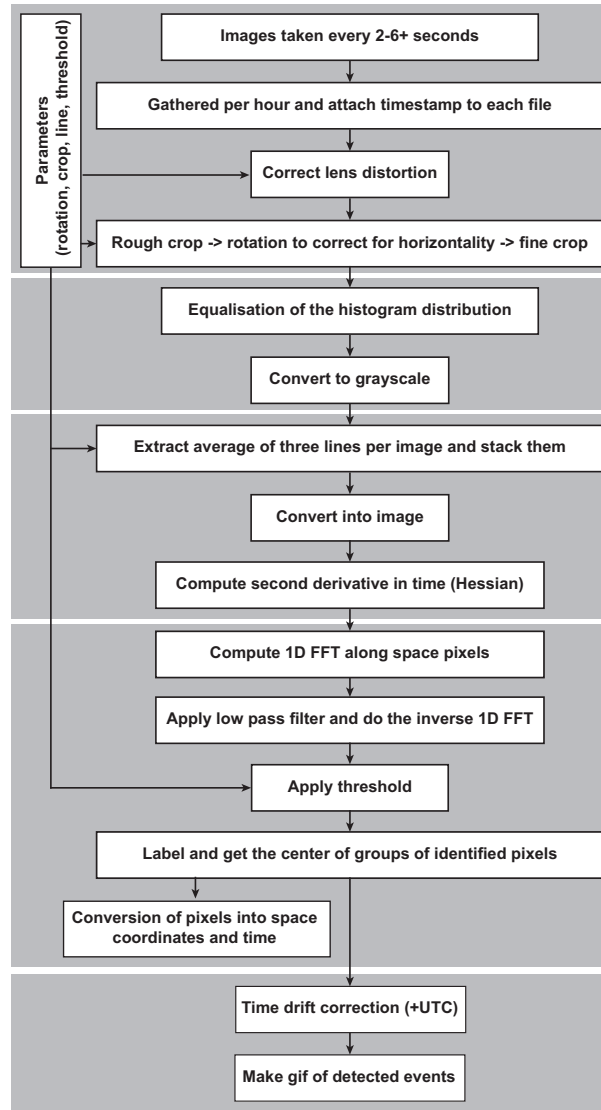 Parameters
(rotation, crop, line, threshold)
Images taken every 2-6+ seconds
Gathered per hour and attach timestamp to each file
Correct lens distortion
Rough crop -> rotation to correct for horizontality -> fine crop
Equalisation of the histogram distribution
Convert to grayscale
Extract average of three lines per image and stack them
Convert into image
Compute second derivative in time (Hessian)
Compute 1D FFT along space pixels
Apply low pass filter and do the inverse 1D FFT
Apply threshold
Label and get the center of groups of identified pixels
Conversion of pixels into space
coordinates and time
Time drift correction (+UTC)
Make gif of detected events